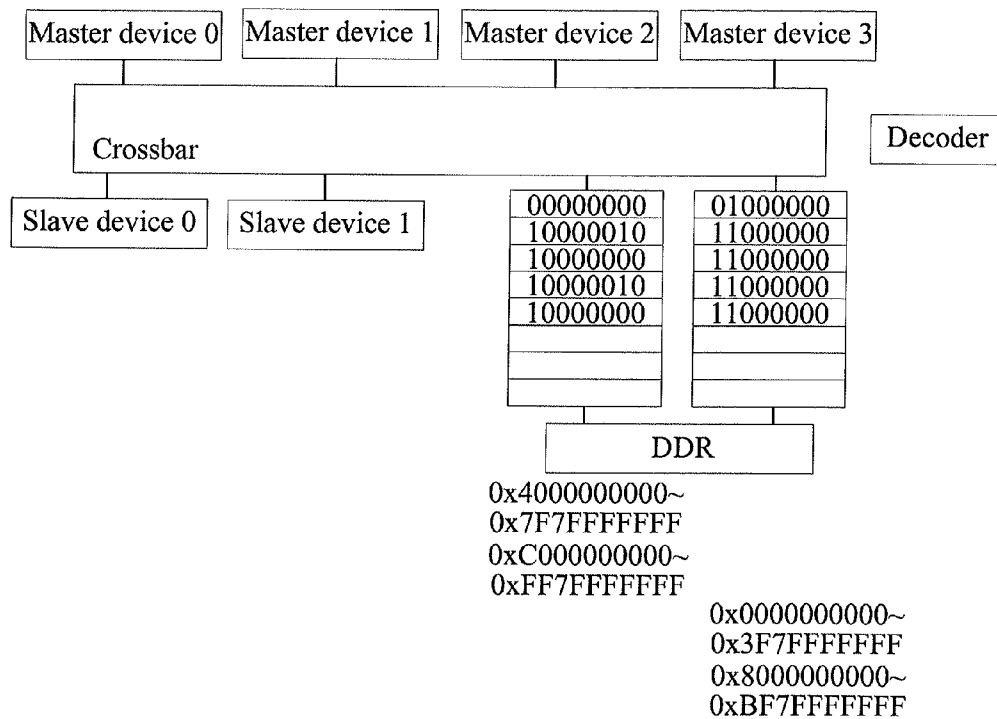 Master device 0
Master device 1
Master device 2
Master device 3
Crossbar
Decoder
Slave device 0
Slave device 1
00000000
10000010
10000000
10000010
10000000
01000000
11000000
11000000
11000000
11000000
DDR
0x4000000000~
0x7F7FFFFFFF
0xC000000000~
0xFF7FFFFFFF
0x0000000000~
0x3F7FFFFFFF
0x8000000000~
0xBF7FFFFFFF